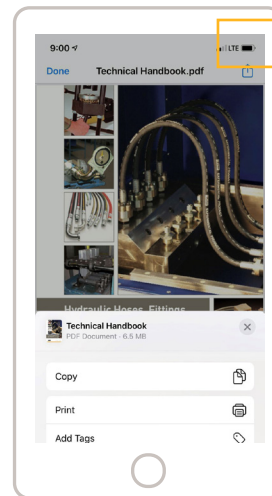 9:00
LTE
Done Technical Handbook.pdf
Hydraulic Hoses, Fittings
Technical Handbook
PDF Document · 6.5 MB
Copy
Print
Add Tags